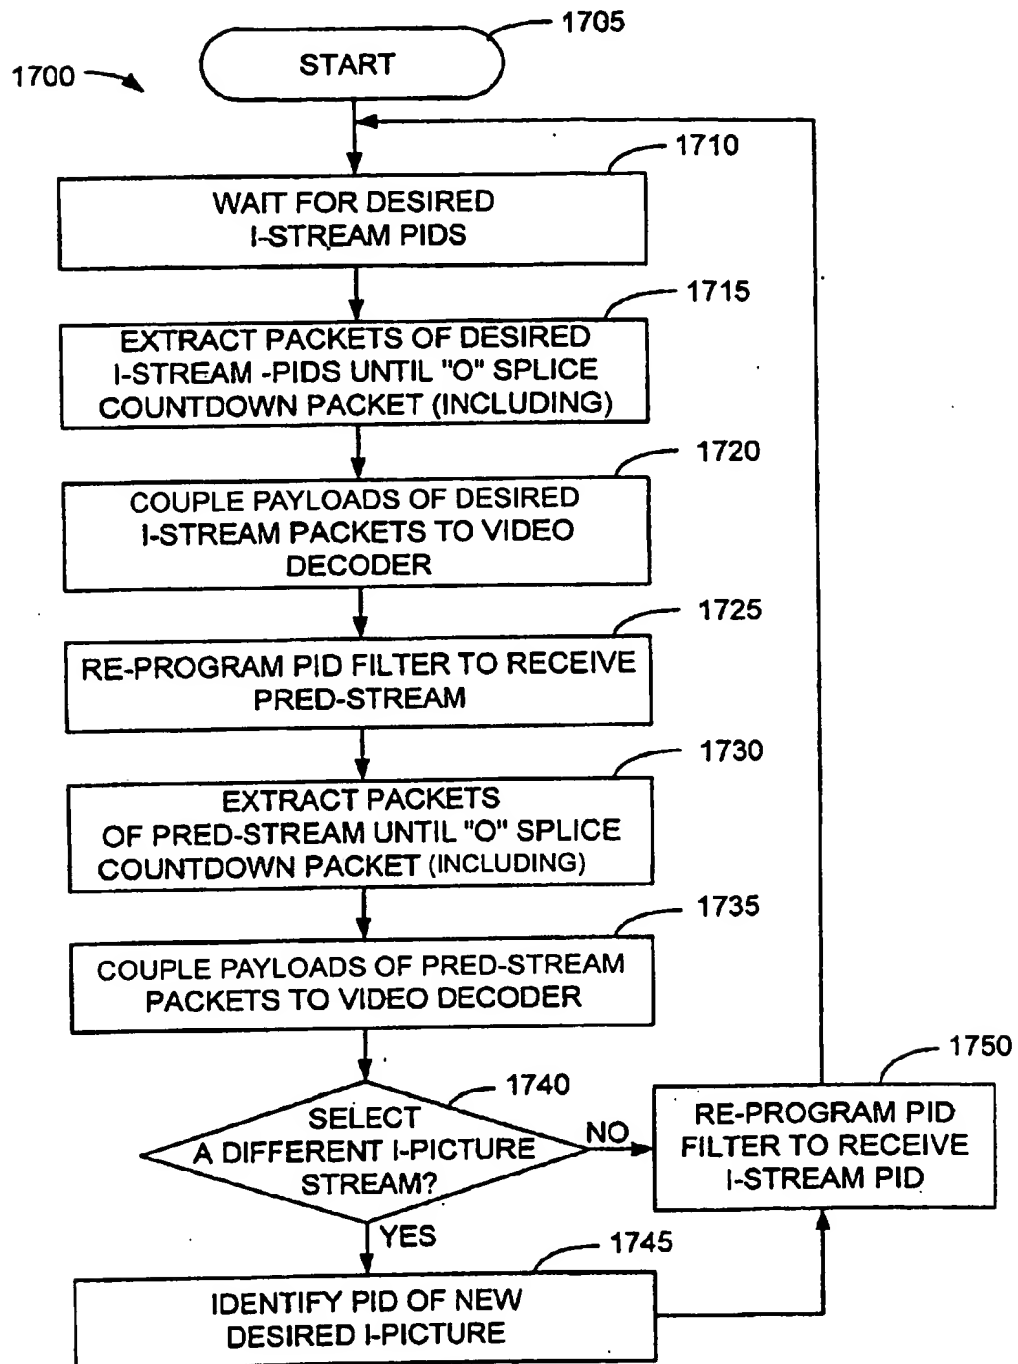 1705
START
1700
1710
WAIT FOR DESIRED
I-STREAM PIDS
1715
EXTRACT PACKETS OF DESIRED
I-STREAM -PIDS UNTIL "O" SPLICE
COUNTDOWN PACKET (INCLUDING)
1720
COUPLE PAYLOADS OF DESIRED
I-STREAM PACKETS TO VIDEO
DECODER
1725
RE-PROGRAM PID FILTER TO RECEIVE
PRED-STREAM
1730
EXTRACT PACKETS
OF PRED-STREAM UNTIL "O" SPLICE
COUNTDOWN PACKET (INCLUDING)
1735
COUPLE PAYLOADS OF PRED-STREAM
PACKETS TO VIDEO DECODER
1740
SELECT
A DIFFERENT I-PICTURE
STREAM?
NO
1750
RE-PROGRAM PID
FILTER TO RECEIVE
I-STREAM PID
YES
1745
IDENTIFY PID OF NEW
DESIRED I-PICTURE